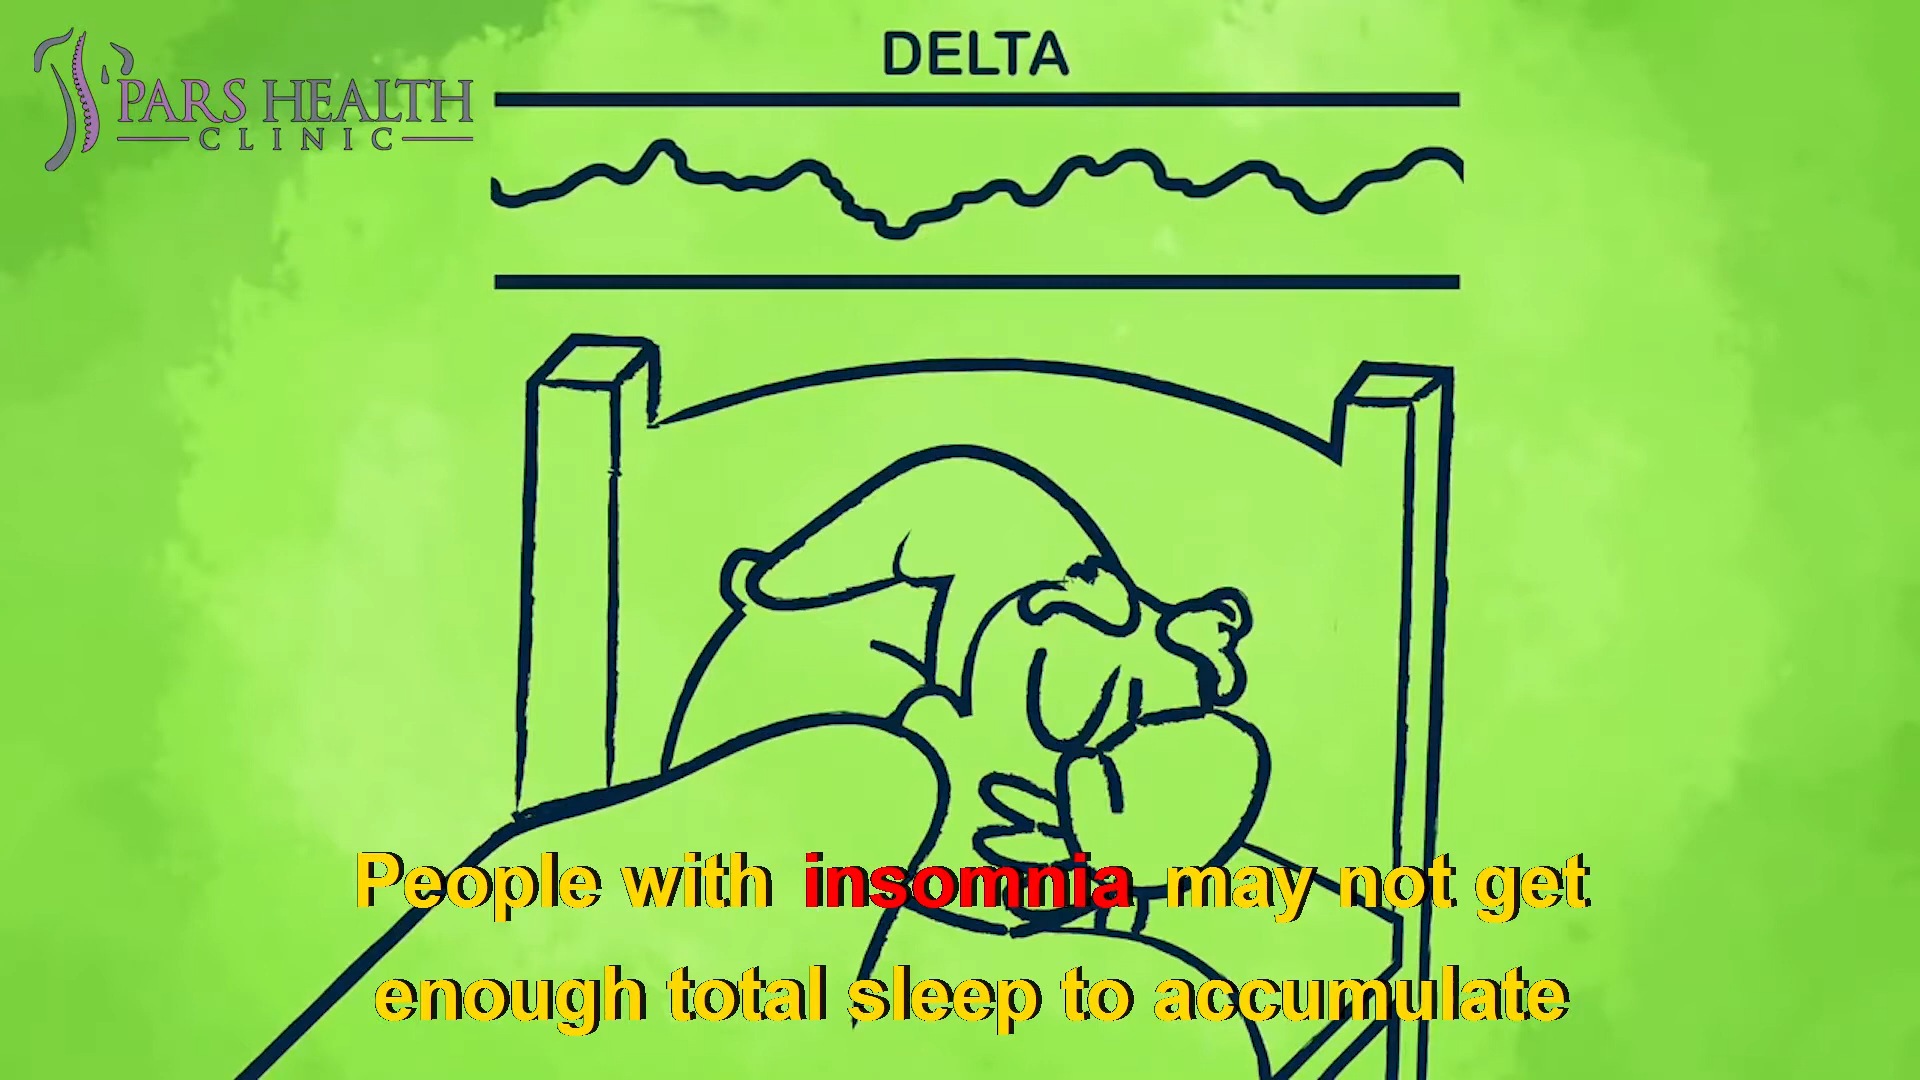 DELTA
PARS HEALTH
CLINIC
People with insomnia may not get
enough total sleep to accumulate